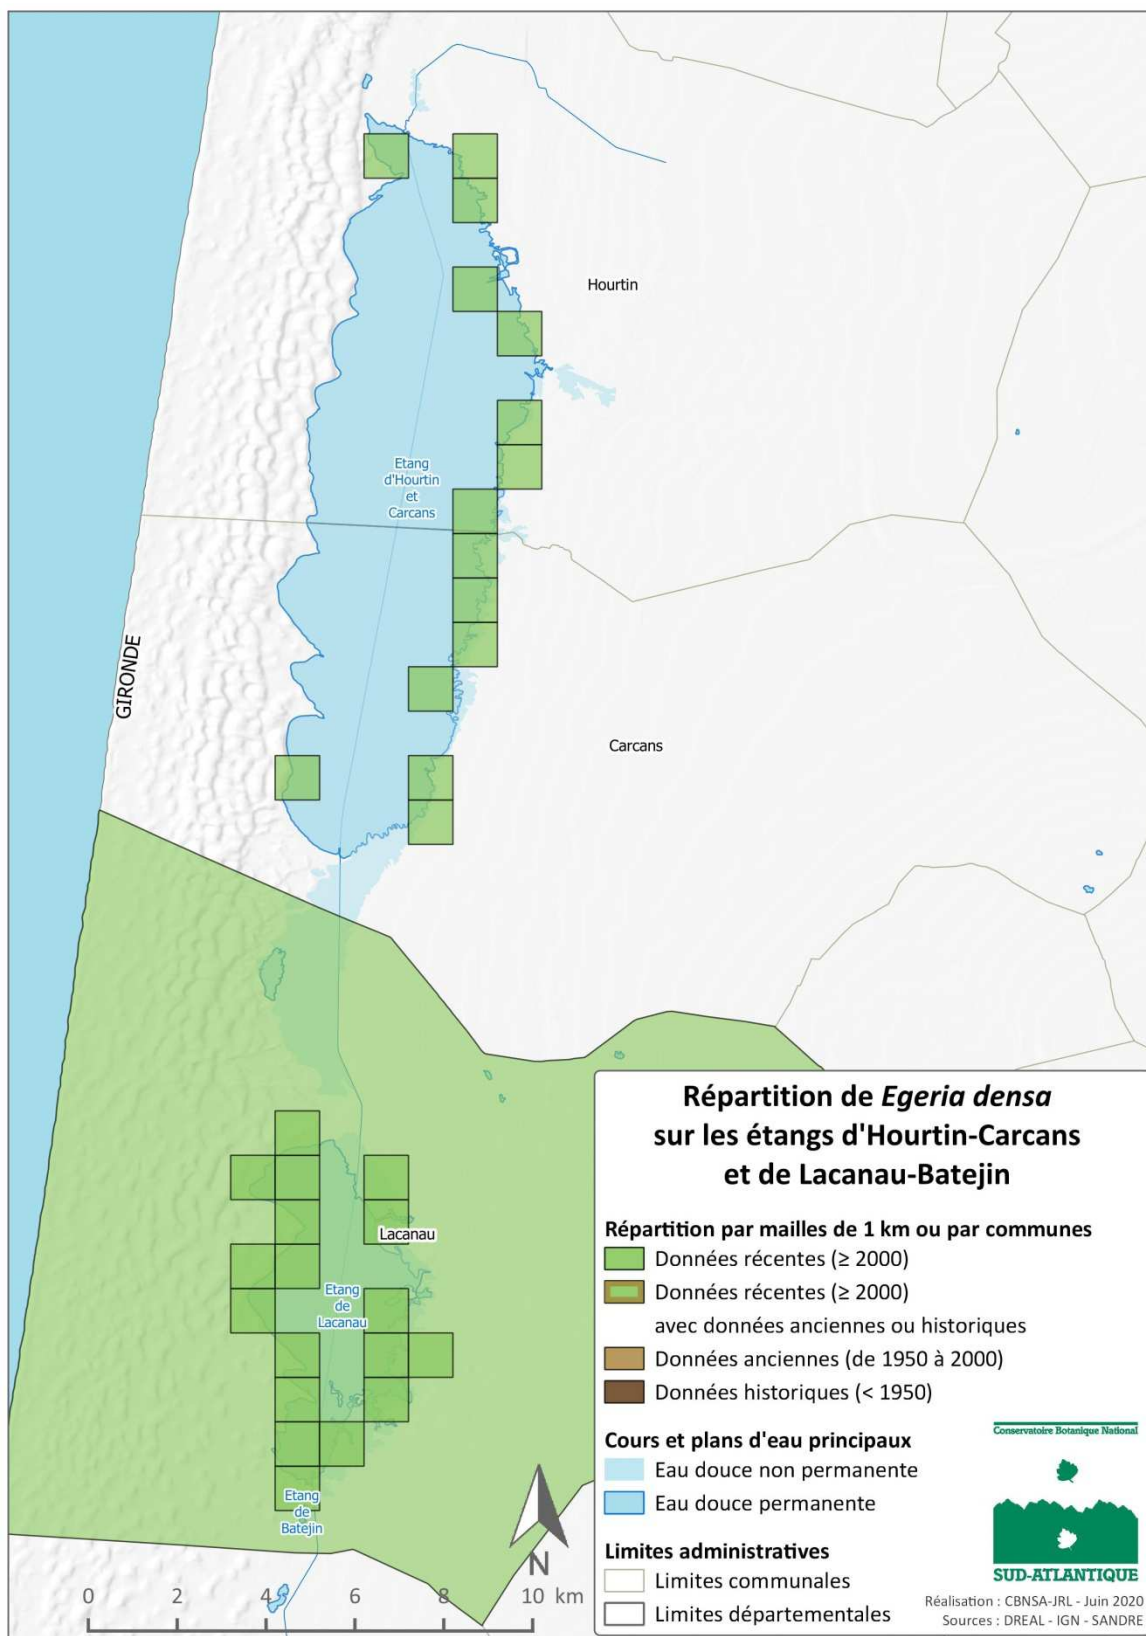 Hourtin
Etang
d'Hourtin
et
Carcans
GIRONDE
Carcans
Lacanau
Etang
de
Lacanau
Etang
de
Batejin
N
0 2 4 6 8 10 km
Répartition de Egeria densa
sur les étangs d'Hourtin-Carcans
et de Lacanau-Batejin
Répartition par mailles de 1 km ou par communes
Données récentes (≥ 2000)
Données récentes (≥ 2000)
avec données anciennes ou historiques
Données anciennes (de 1950 à 2000)
Données historiques (< 1950)
Cours et plans d'eau principaux
Eau douce non permanente
Eau douce permanente
Limites administratives
Limites communales
Limites départementales
Conservatoire Botanique National
SUD-ATLANTIQUE
Réalisation : CBNSA-JRL - Juin 2020
Sources : DREAL - IGN - SANDRE